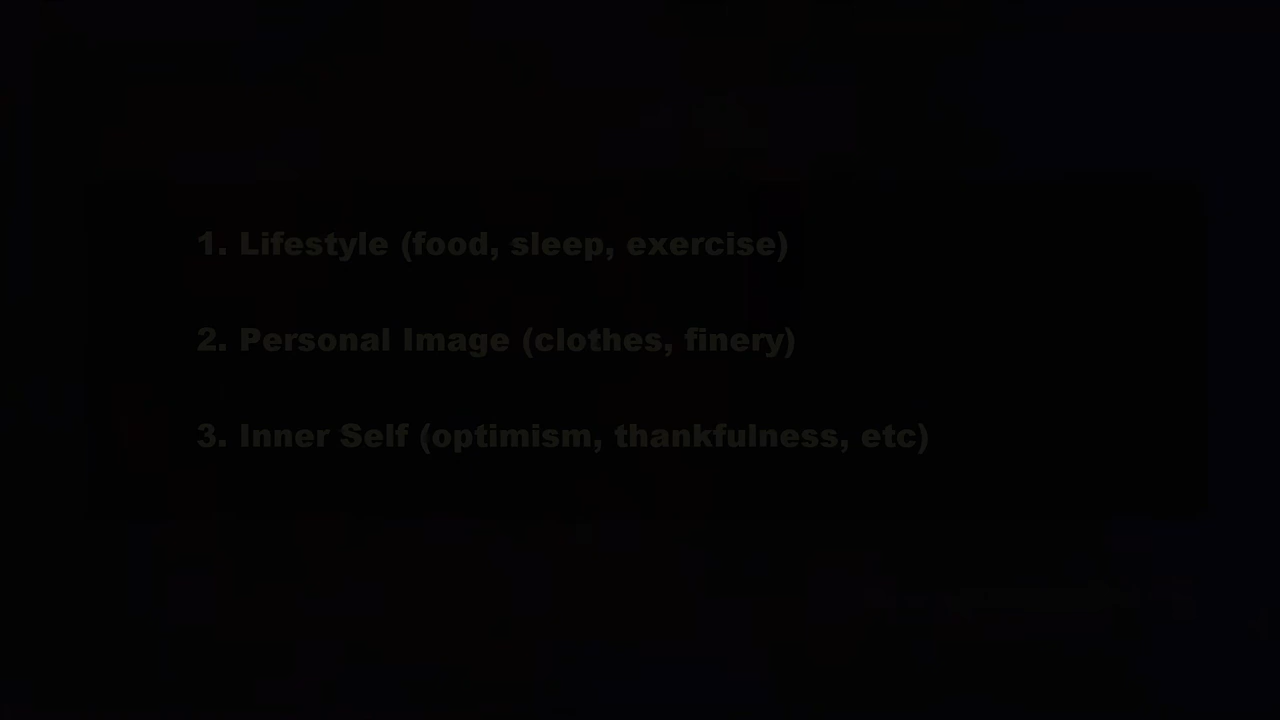 1. Lifestyle (food, sleep, exercise)
2. Personal Image (clothes, finery)
3. Inner Self (optimism, thankfulness, etc)